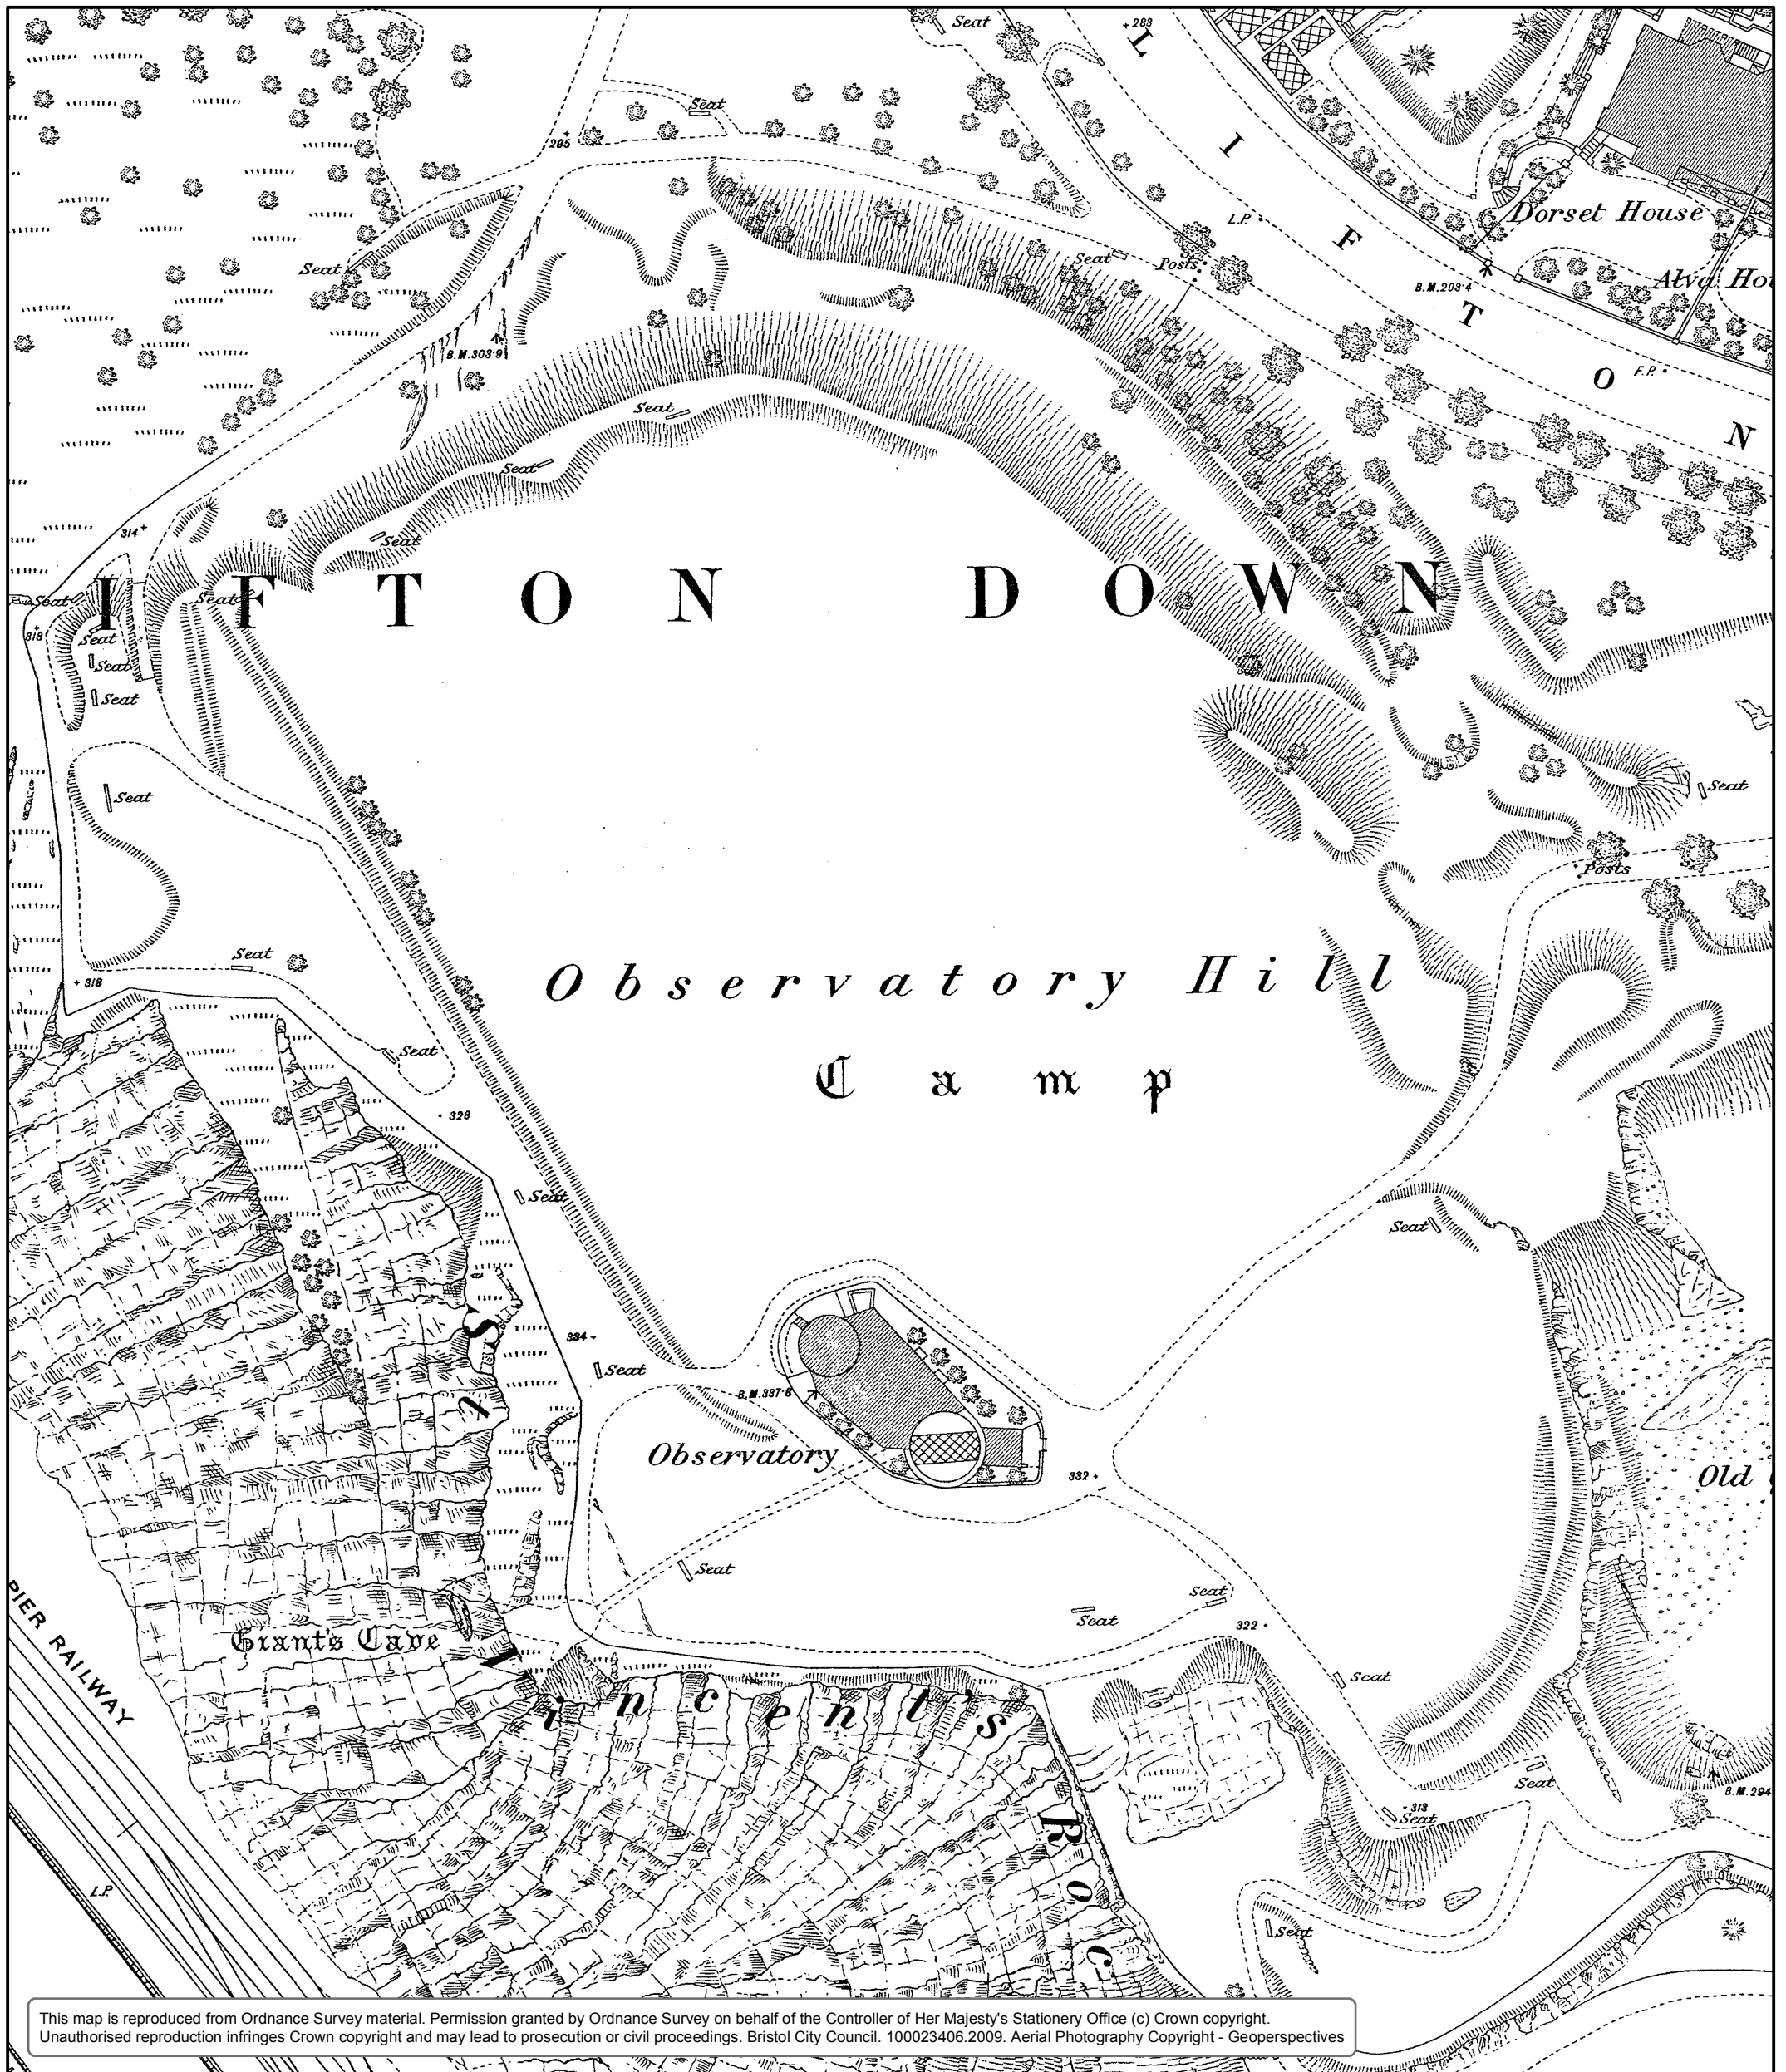 Seat
+283
L
Seat
295
I
L.P.
Dorset House
F
Seat
Seat
Posts
B.M.293·4
Alva Ho
T
B.M.303·9
O
F.P.
Seat
N
Seat
314+
Seat
IFTON DOWN
Seat
Seat
318
Seat
Seat
Seat
Seat
Seat
Posts
Seat
+318
Observatory Hill
Seat
Camp
·328
Seat
Seat
St
334+
B.M.337·8
Seat
Observatory
332+
Old
Seat
Seat
Seat
322+
Giant's Cave
PIER RAILWAY
Vincent's
Seat
Seat
+313
Seat
B.M.294
Roc
L.P.
Seat
This map is reproduced from Ordnance Survey material. Permission granted by Ordnance Survey on behalf of the Controller of Her Majesty's Stationery Office (c) Crown copyright.
Unauthorised reproduction infringes Crown copyright and may lead to prosecution or civil proceedings. Bristol City Council. 100023406.2009. Aerial Photography Copyright - Geoperspectives